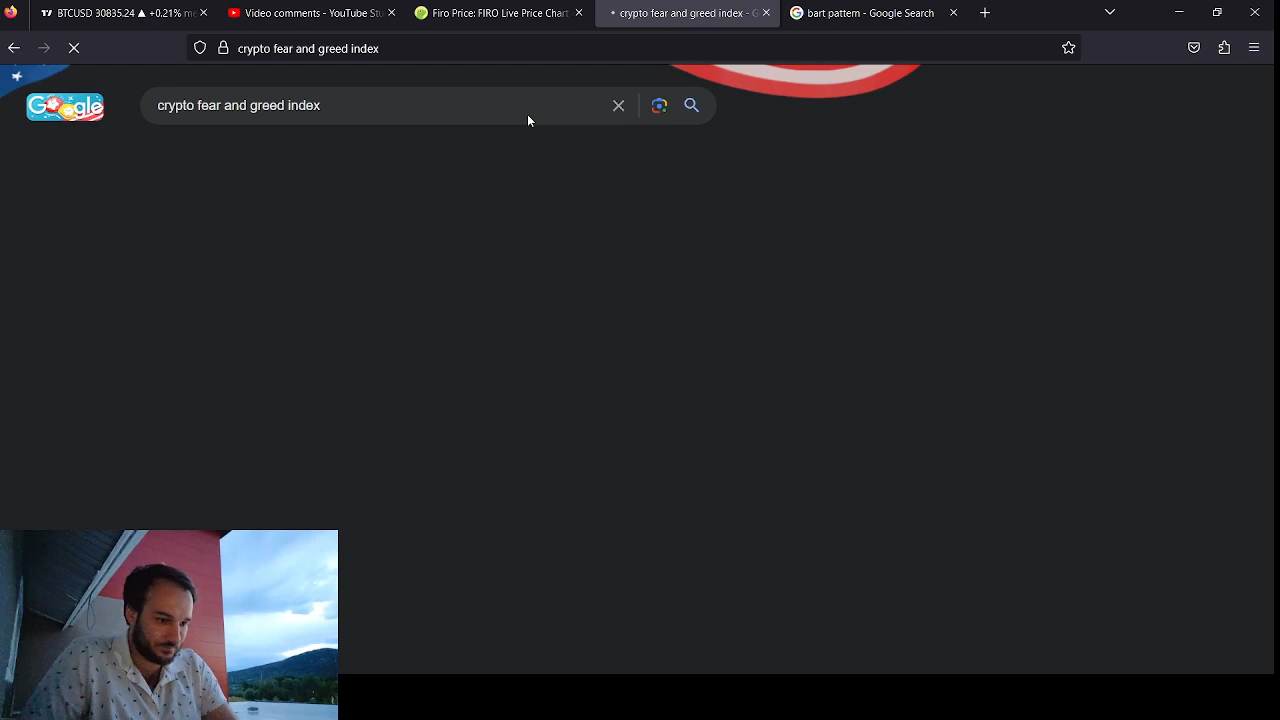 BTCUSD 30835.24 ▲ +0.21%
Video comments - YouTube Stu
Firo Price: FIRO Live Price Chart
crypto fear and greed index - G
bart pattern - Google Search
crypto fear and greed index
Google
crypto fear and greed index